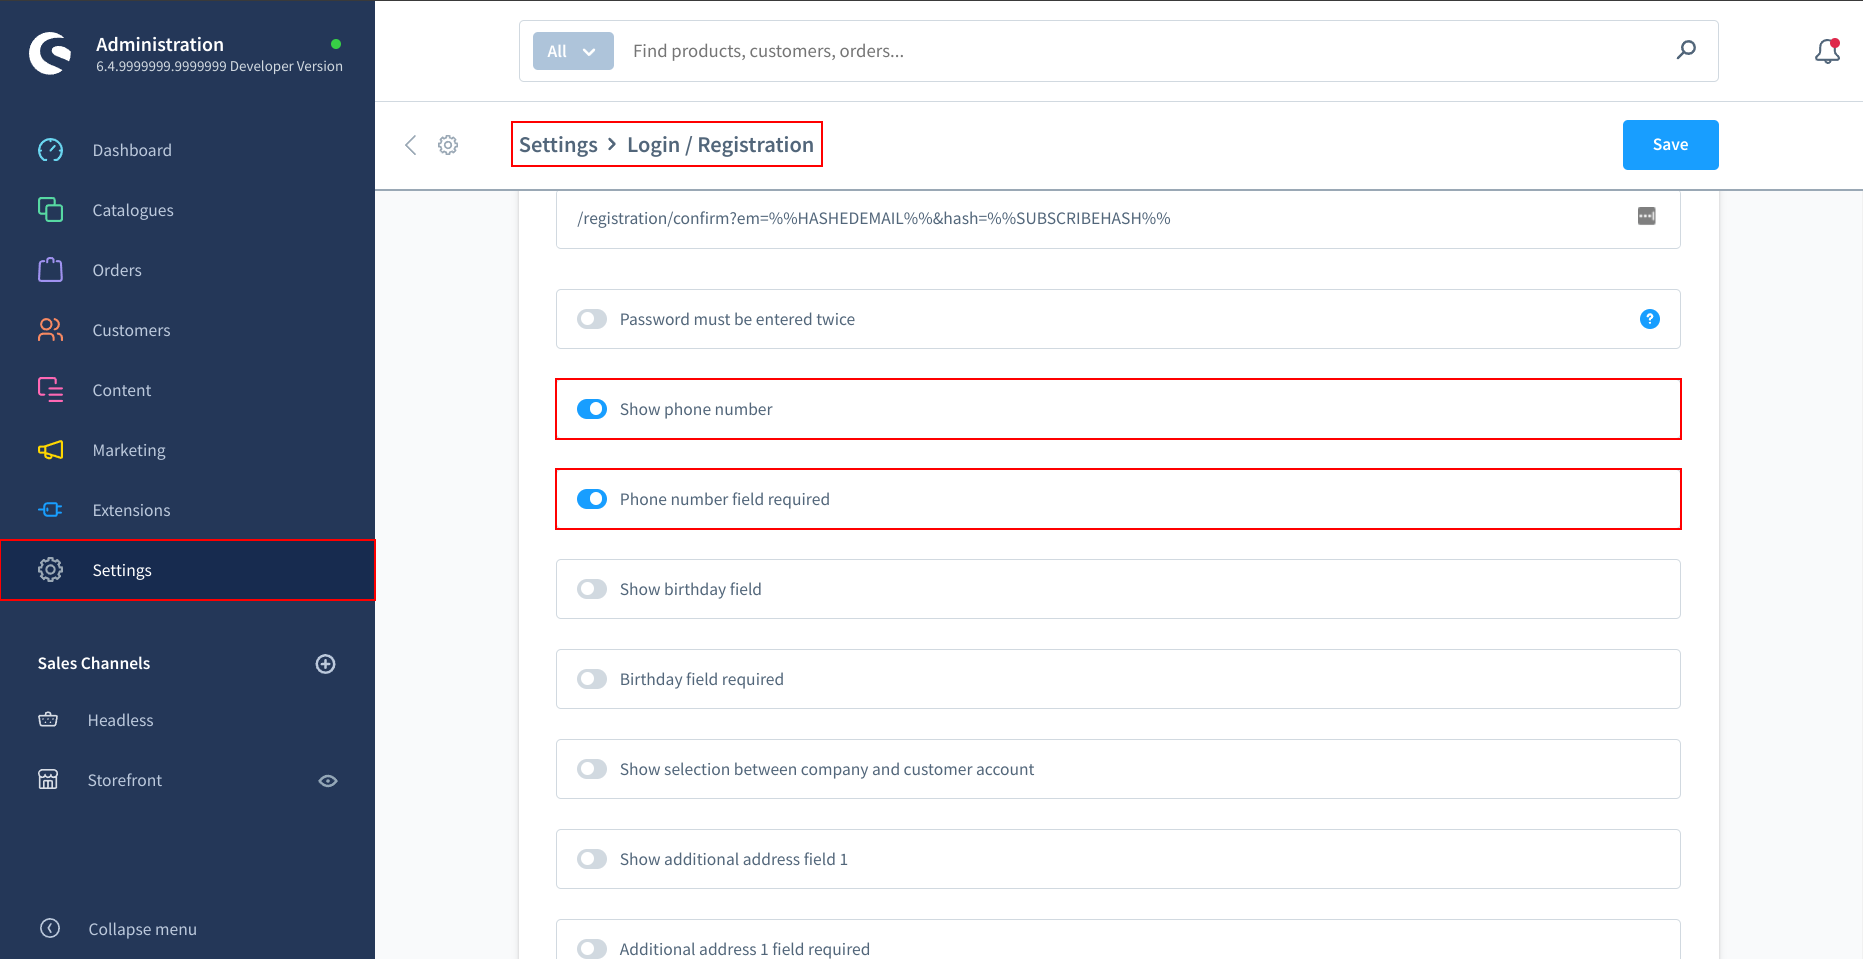 Administration
6.4.9999999.9999999 Developer Version
Dashboard
Catalogues
Orders
Customers
Content
Marketing
Extensions
Settings
Sales Channels
Headless
Storefront
Collapse menu
All
Find products, customers, orders...
Settings > Login / Registration
Save
/registration/confirm?em=%%HASHEDEMAIL%%&hash=%%SUBSCRIBEHASH%%
Password must be entered twice
?
Show phone number
Phone number field required
Show birthday field
Birthday field required
Show selection between company and customer account
Show additional address field 1
Additional address 1 field required